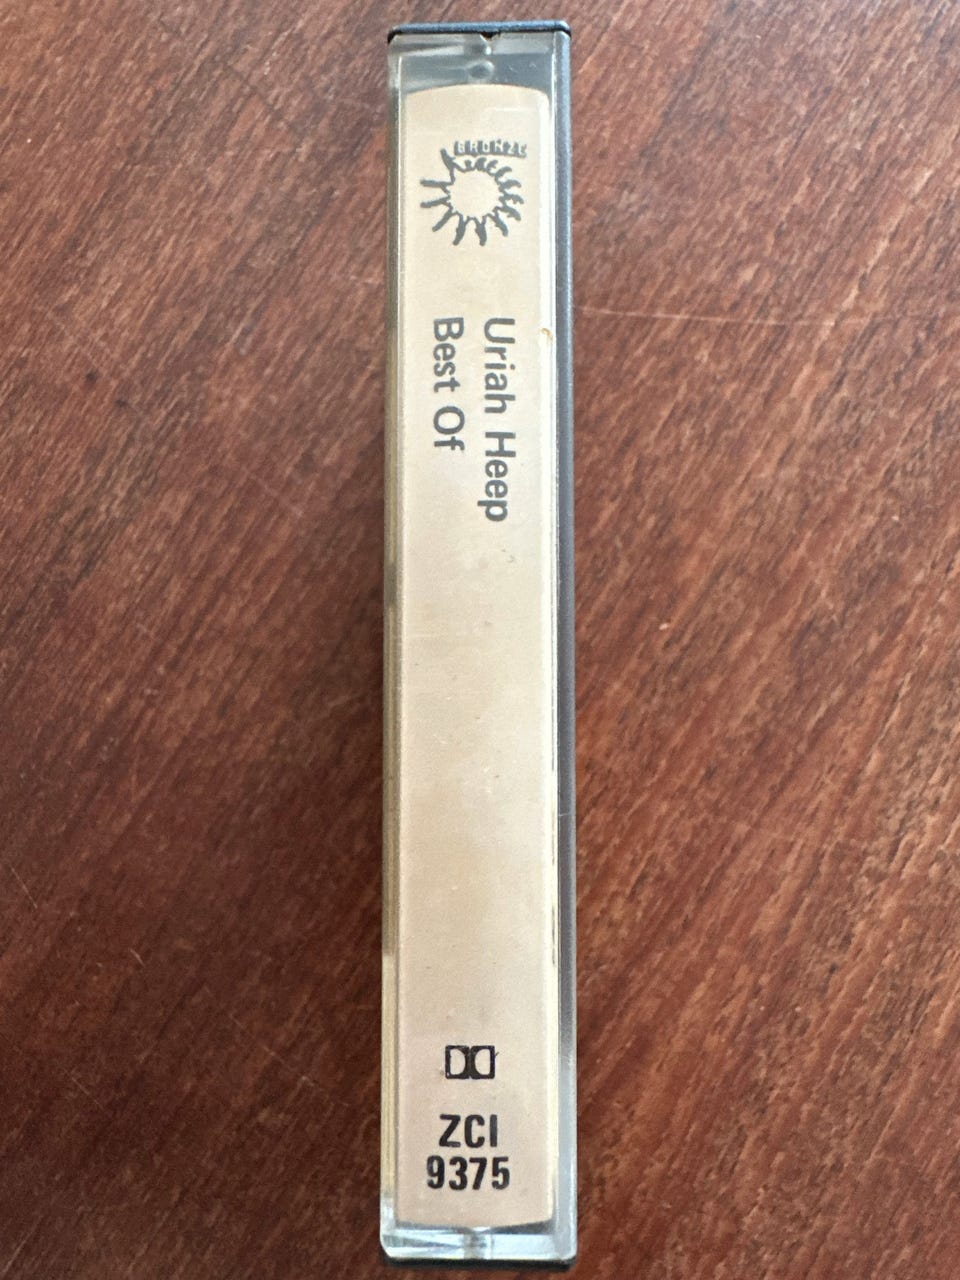 BRONZE
Uriah Heep
Best Of
ZCI
9375